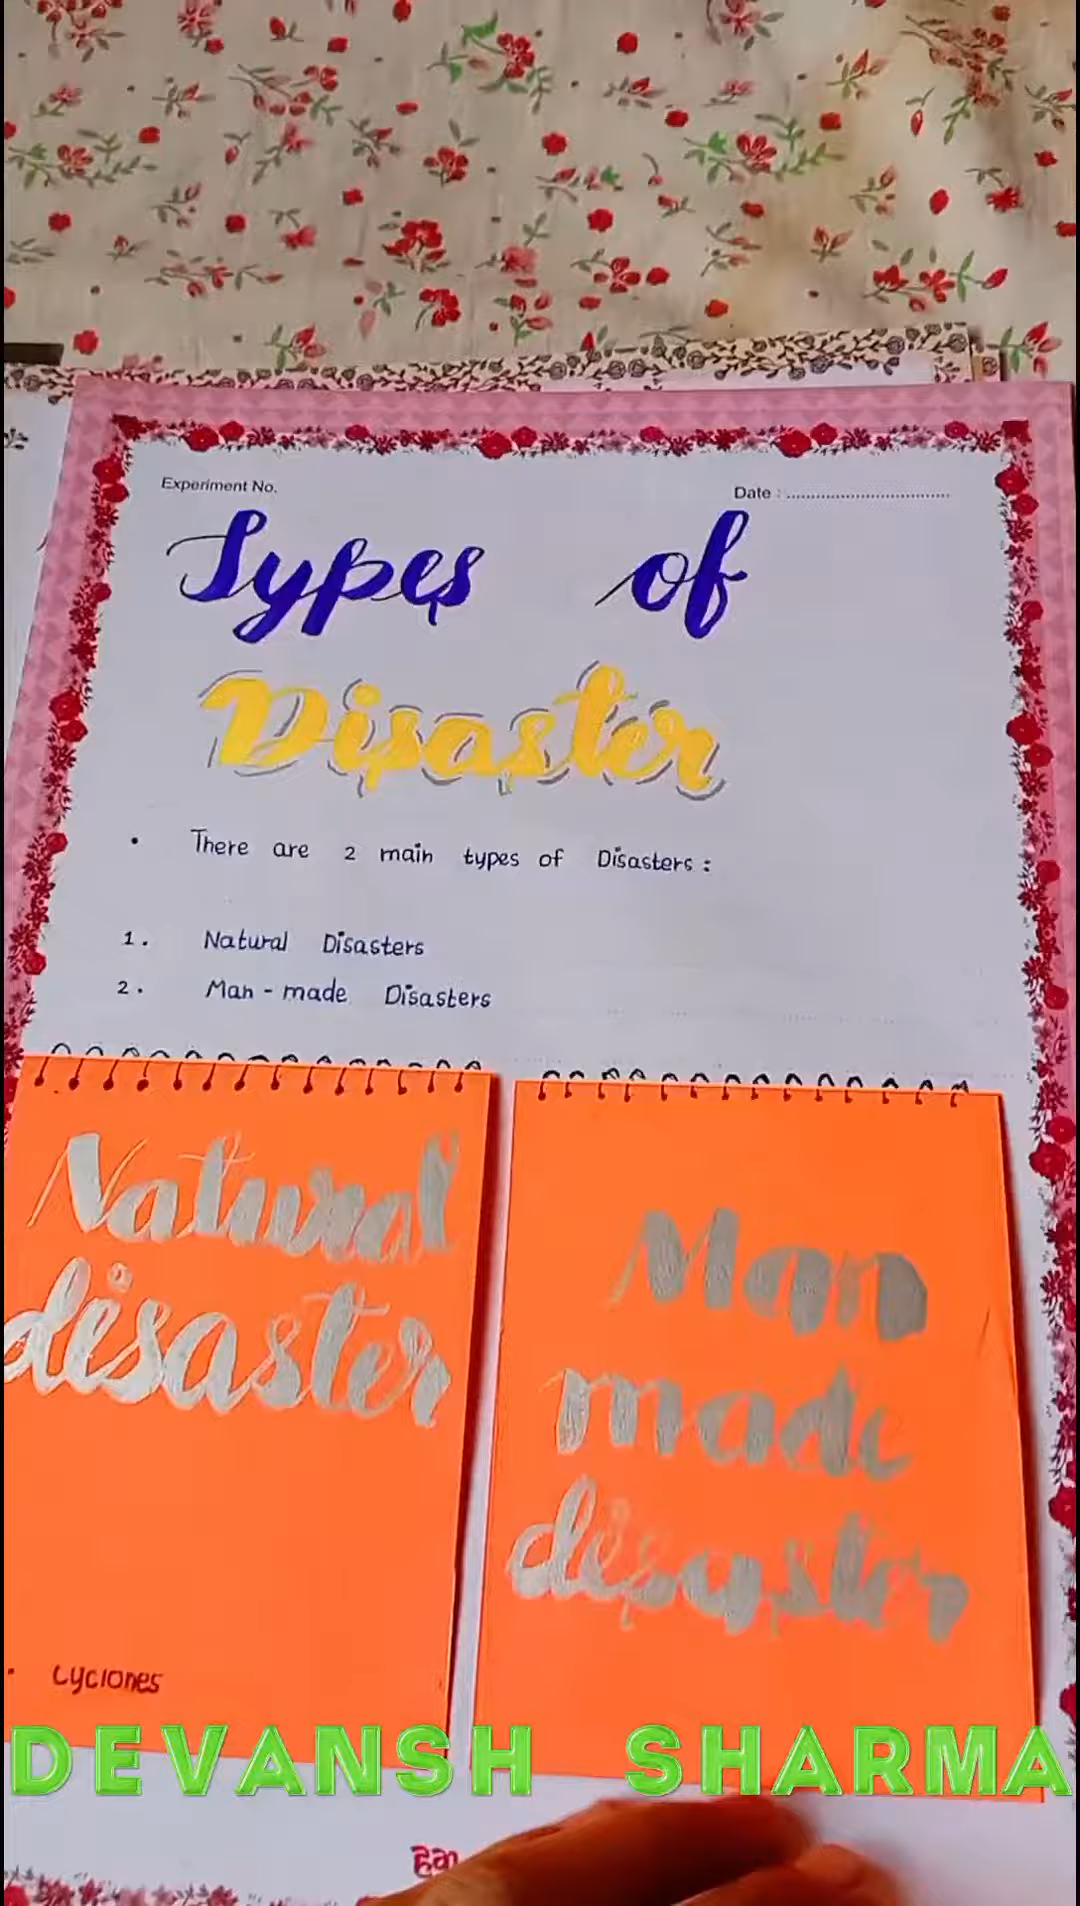 Experiment No.
Date : ....................................
Types of
Disaster
• There are 2 main types of Disasters :
1. Natural Disasters
2. Man - made Disasters
Natural
disaster
• Cyclones
Man
made
disaster
DEVANSH SHARMA